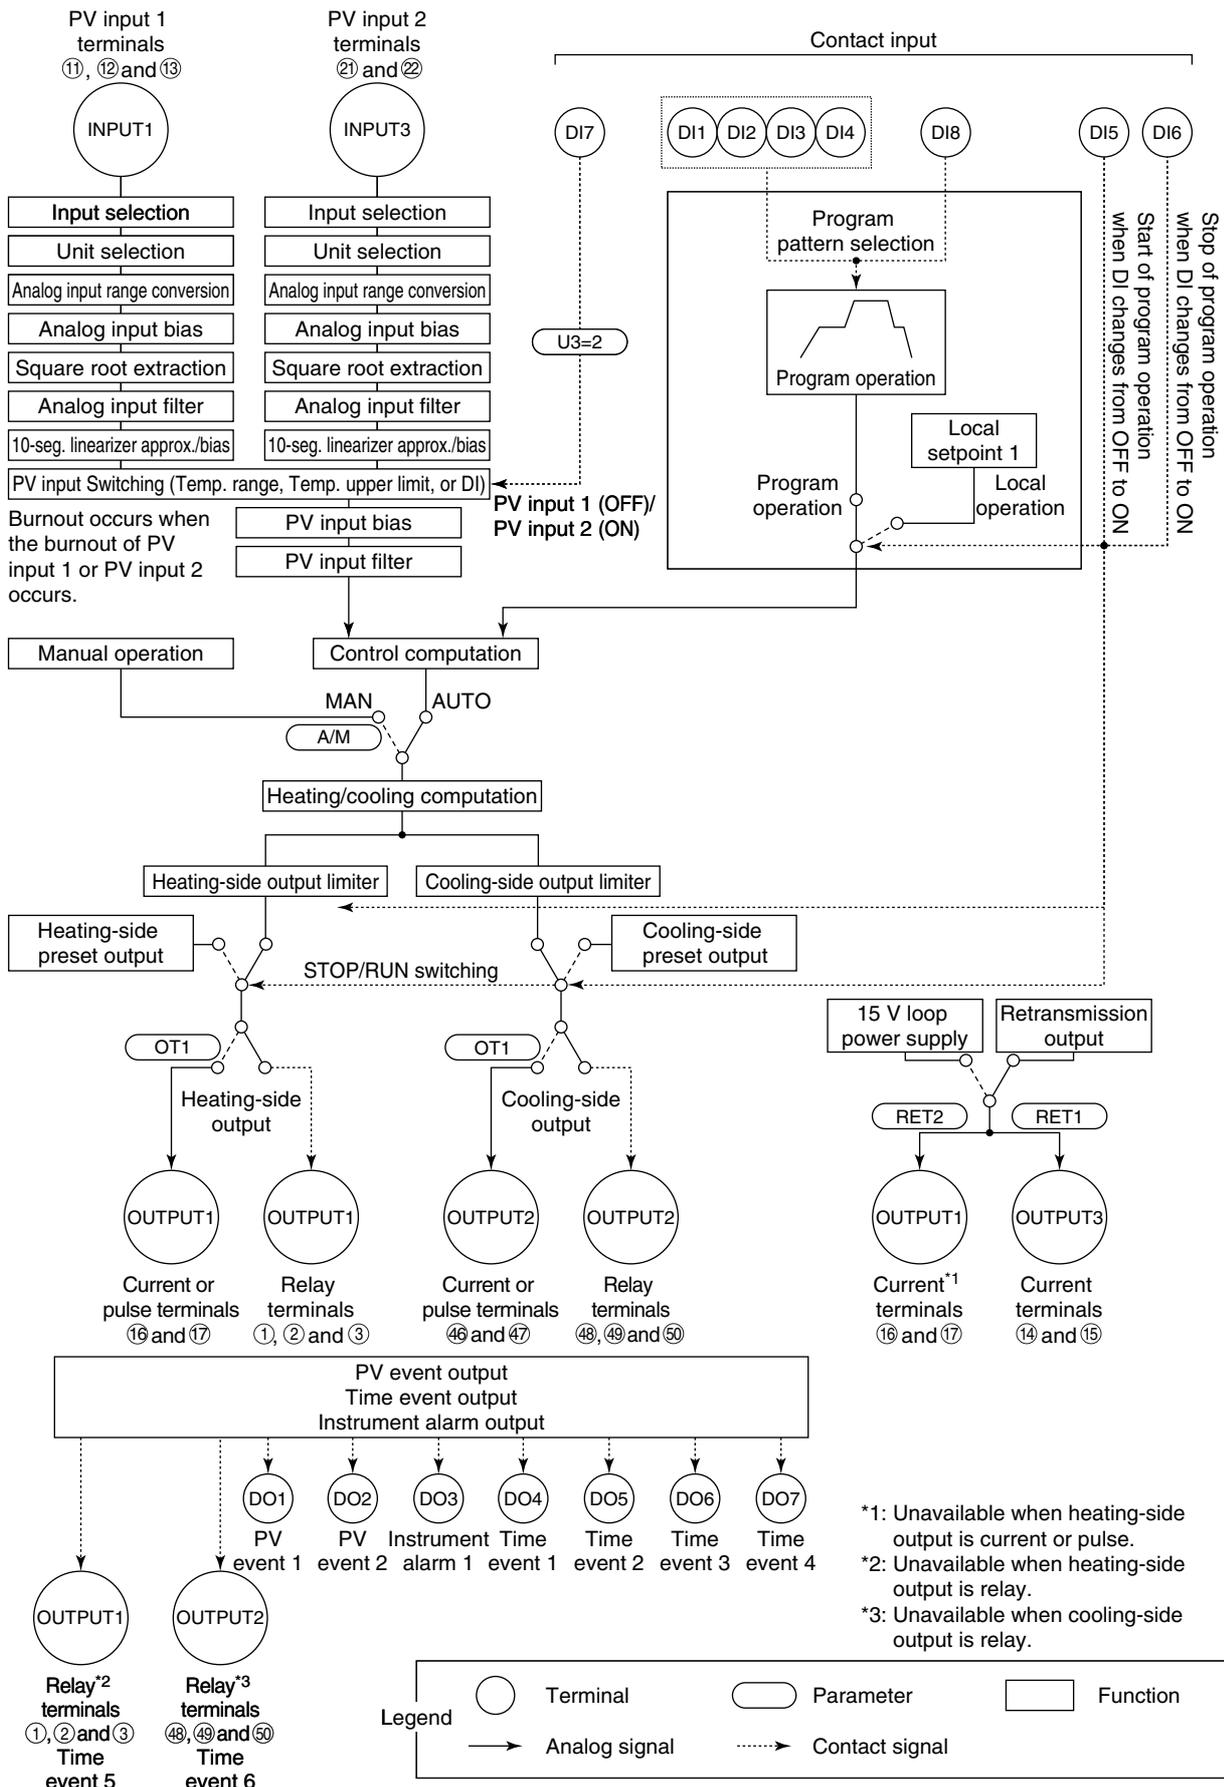 PV input 1
terminals
⑪, ⑫ and ⑬
INPUT1
PV input 2
terminals
㉑ and ㉒
INPUT3
Contact input
DI7
DI1
DI2
DI3
DI4
DI8
DI5
DI6
Input selection
Unit selection
Analog input range conversion
Analog input bias
Square root extraction
Analog input filter
10-seg. linearizer approx./bias
Input selection
Unit selection
Analog input range conversion
Analog input bias
Square root extraction
Analog input filter
10-seg. linearizer approx./bias
U3=2
Program
pattern selection
Program operation
Local
setpoint 1
Program
operation
Local
operation
Start of program operation
when DI changes from OFF to ON
Stop of program operation
when DI changes from OFF to ON
PV input Switching (Temp. range, Temp. upper limit, or DI)
PV input 1 (OFF)/
PV input 2 (ON)
Burnout occurs when
the burnout of PV
input 1 or PV input 2
occurs.
PV input bias
PV input filter
Manual operation
Control computation
MAN
AUTO
A/M
Heating/cooling computation
Heating-side output limiter
Cooling-side output limiter
Heating-side
preset output
Cooling-side
preset output
STOP/RUN switching
15 V loop
power supply
Retransmission
output
OT1
OT1
Heating-side
output
Cooling-side
output
RET2
RET1
OUTPUT1
OUTPUT1
OUTPUT2
OUTPUT2
OUTPUT1
OUTPUT3
Current or
pulse terminals
⑯ and ⑰
Relay
terminals
①, ② and ③
Current or
pulse terminals
㊻ and ㊼
Relay
terminals
㊽, ㊾ and ㊿
Current*1
terminals
⑯ and ⑰
Current
terminals
⑭ and ⑮
PV event output
Time event output
Instrument alarm output
DO1
DO2
DO3
DO4
DO5
DO6
DO7
PV
event 1
PV
event 2
Instrument
alarm 1
Time
event 1
Time
event 2
Time
event 3
Time
event 4
*1: Unavailable when heating-side
output is current or pulse.
*2: Unavailable when heating-side
output is relay.
*3: Unavailable when cooling-side
output is relay.
OUTPUT1
OUTPUT2
Relay*2
terminals
①, ② and ③
Time
event 5
Relay*3
terminals
㊽, ㊾ and ㊿
Time
event 6
Legend
Terminal
Parameter
Function
Analog signal
Contact signal